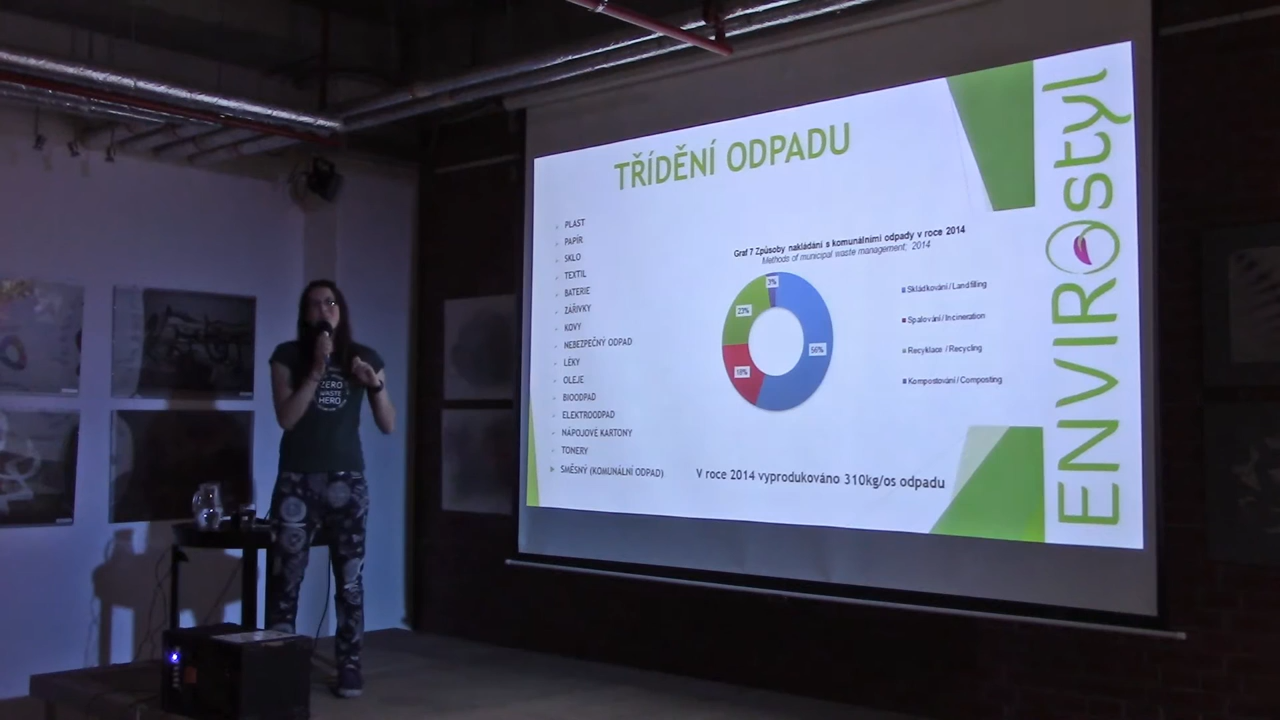 TŘÍDĚNÍ ODPADU
PLAST
PAPÍR
SKLO
TEXTIL
BATERIE
ZÁŘIVKY
KOVY
NEBEZPEČNÝ ODPAD
LÉKY
OLEJE
BIOODPAD
ELEKTROODPAD
NÁPOJOVÉ KARTONY
TONERY
SMĚSNÝ (KOMUNÁLNÍ ODPAD)
Graf 7 Způsoby nakládání s komunálními odpady v roce 2014
Methods of municipal waste management; 2014
3%
23%
18%
56%
Skládkování / Landfilling
Spalování / Incineration
Recyklace / Recycling
Kompostování / Composting
V roce 2014 vyprodukováno 310kg/os odpadu
ENVIROstyl
ZERO
WASTE
HERO